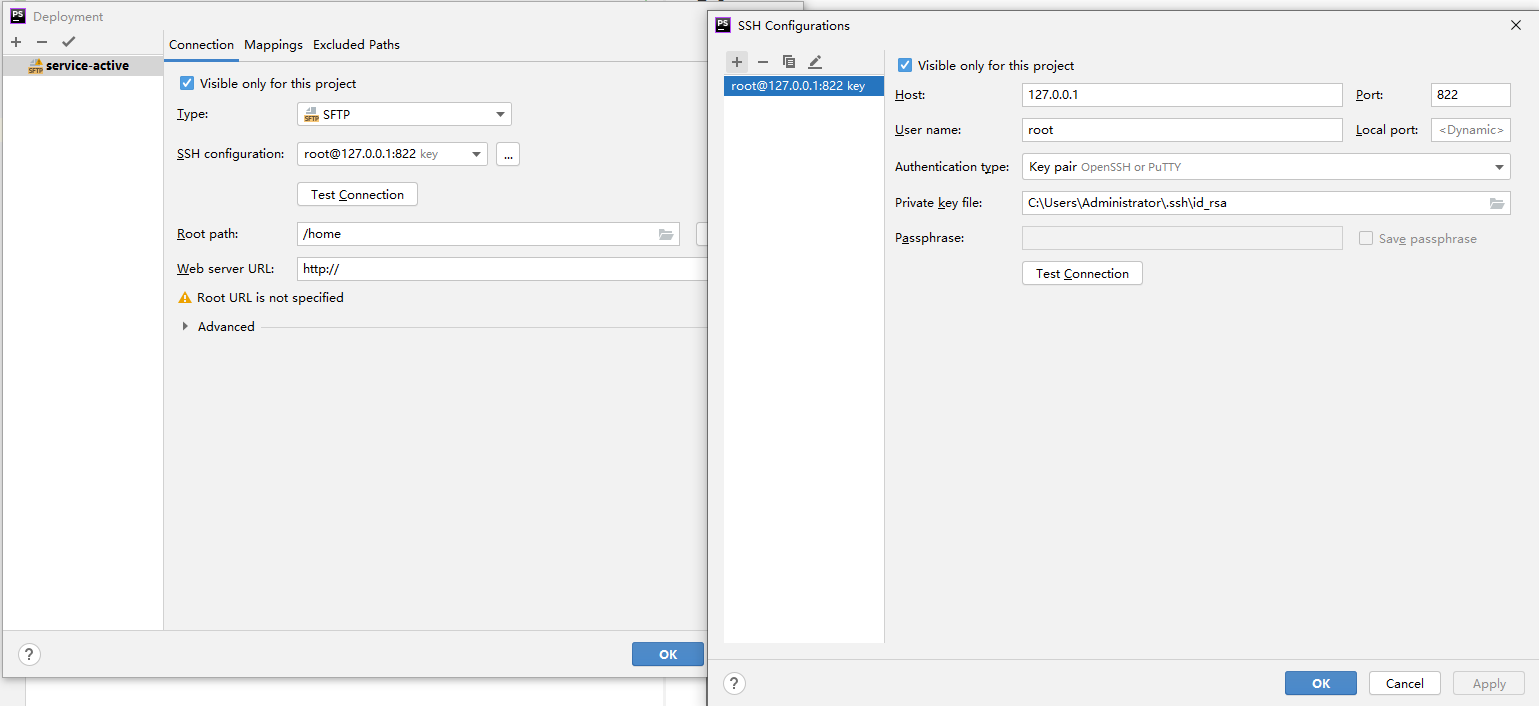 PS Deployment
service-active
Connection Mappings Excluded Paths
Visible only for this project
Type: SFTP
SSH configuration: root@127.0.0.1:822 key ...
Test Connection
Root path: /home
Web server URL: http://
Root URL is not specified
Advanced
? OK
PS SSH Configurations
root@127.0.0.1:822 key
Visible only for this project
Host: 127.0.0.1 Port: 822
User name: root Local port: <Dynamic>
Authentication type: Key pair OpenSSH or PuTTY
Private key file: C:\Users\Administrator\.ssh\id_rsa
Passphrase: Save passphrase
Test Connection
? OK Cancel Apply